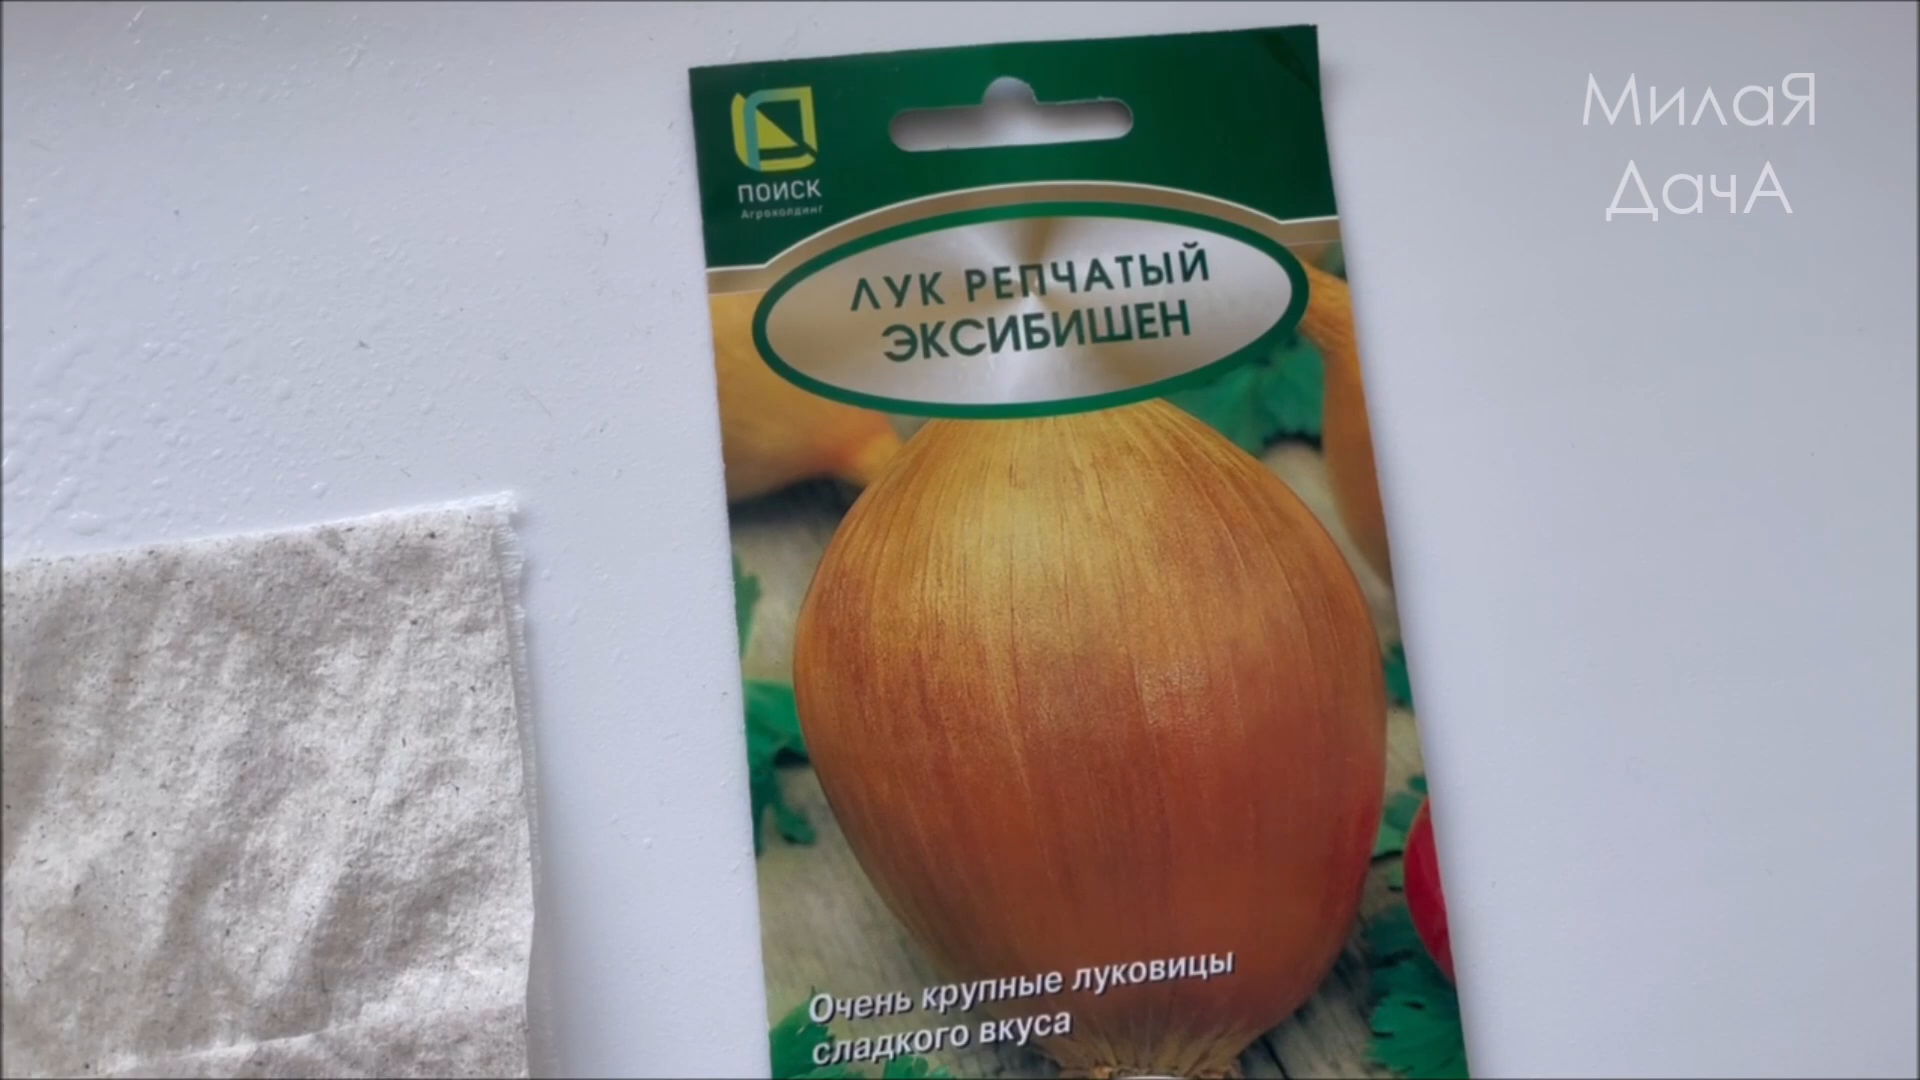 МилаЯ
ДачА
ПОИСК
Агрохолдинг
ЛУК РЕПЧАТЫЙ
ЭКСИБИШЕН
Очень крупные луковицы
сладкого вкуса